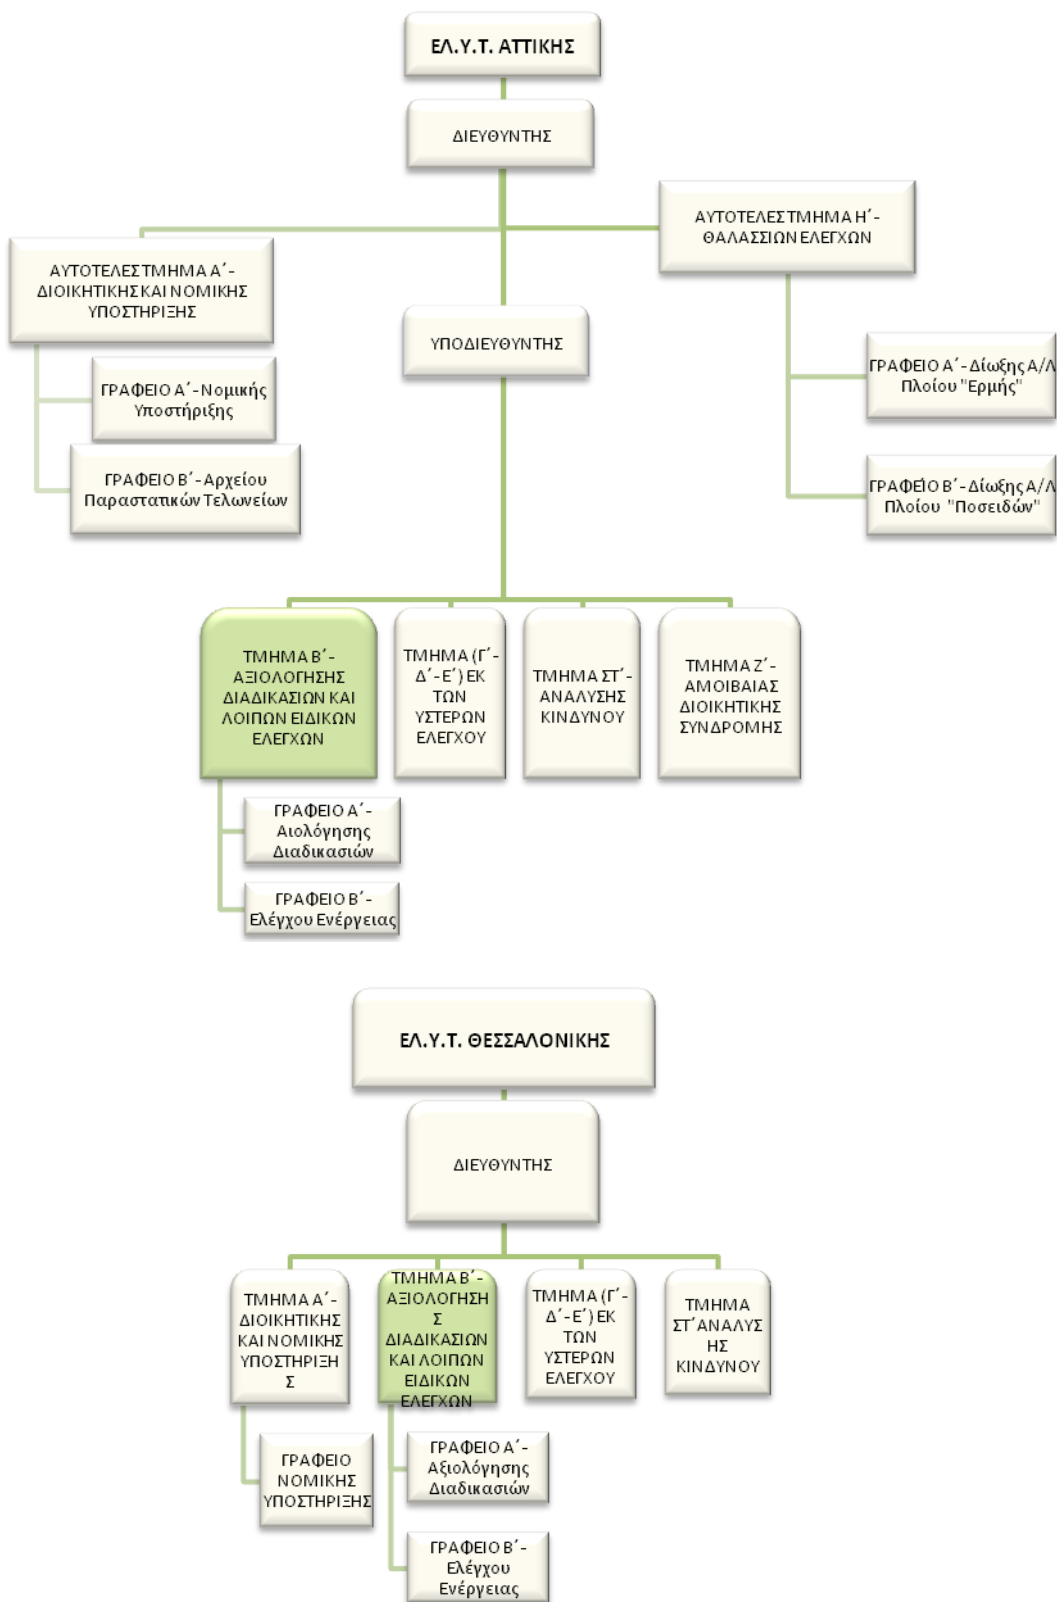 ΕΛ.Υ.Τ. ΑΤΤΙΚΗΣ
ΔΙΕΥΘΥΝΤΗΣ
ΑΥΤΟΤΕΛΕΣ ΤΜΗΜΑ Η΄-
ΘΑΛΑΣΣΙΩΝ ΕΛΕΓΧΩΝ
ΑΥΤΟΤΕΛΕΣ ΤΜΗΜΑ Α΄-
ΔΙΟΙΚΗΤΙΚΗΣ ΚΑΙ ΝΟΜΙΚΗΣ
ΥΠΟΣΤΗΡΙΞΗΣ
ΥΠΟΔΙΕΥΘΥΝΤΗΣ
ΓΡΑΦΕΙΟ Α΄- Νομικής
Υποστήριξης
ΓΡΑΦΕΙΟ Β΄- Αρχείου
Παραστατικών Τελωνείων
ΓΡΑΦΕΙΟ Α΄- Δίωξης Α/Λ
Πλοίου "Ερμής"
ΓΡΑΦΕΙΟ Β΄- Δίωξης Α/Λ
Πλοίου "Ποσειδών"
ΤΜΗΜΑ Β΄-
ΑΞΙΟΛΟΓΗΣΗΣ
ΔΙΑΔΙΚΑΣΙΩΝ ΚΑΙ
ΛΟΙΠΩΝ ΕΙΔΙΚΩΝ
ΕΛΕΓΧΩΝ
ΤΜΗΜΑ (Γ΄-
Δ΄- Ε΄) ΕΚ
ΤΩΝ
ΥΣΤΕΡΩΝ
ΕΛΕΓΧΟΥ
ΤΜΗΜΑ ΣΤ΄-
ΑΝΑΛΥΣΗΣ
ΚΙΝΔΥΝΟΥ
ΤΜΗΜΑ Ζ΄-
ΑΜΟΙΒΑΙΑΣ
ΔΙΟΙΚΗΤΙΚΗΣ
ΣΥΝΔΡΟΜΗΣ
ΓΡΑΦΕΙΟ Α΄-
Αιολόγησης
Διαδικασιών
ΓΡΑΦΕΙΟ Β΄-
Ελέγχου Ενέργειας
ΕΛ.Υ.Τ. ΘΕΣΣΑΛΟΝΙΚΗΣ
ΔΙΕΥΘΥΝΤΗΣ
ΤΜΗΜΑ Α΄-
ΔΙΟΙΚΗΤΙΚΗΣ
ΚΑΙ ΝΟΜΙΚΗΣ
ΥΠΟΣΤΗΡΙΞΗ
Σ
ΤΜΗΜΑ Β΄-
ΑΞΙΟΛΟΓΗΣΗ
Σ
ΔΙΑΔΙΚΑΣΙΩΝ
ΚΑΙ ΛΟΙΠΩΝ
ΕΙΔΙΚΩΝ
ΕΛΕΓΧΩΝ
ΤΜΗΜΑ (Γ΄-
Δ΄- Ε΄) ΕΚ
ΤΩΝ
ΥΣΤΕΡΩΝ
ΕΛΕΓΧΟΥ
ΤΜΗΜΑ
ΣΤ΄ΑΝΑΛΥΣ
ΗΣ
ΚΙΝΔΥΝΟΥ
ΓΡΑΦΕΙΟ
ΝΟΜΙΚΗΣ
ΥΠΟΣΤΗΡΙΞΗΣ
ΓΡΑΦΕΙΟ Α΄-
Αξιολόγησης
Διαδικασιών
ΓΡΑΦΕΙΟ Β΄-
Ελέγχου
Ενέργειας